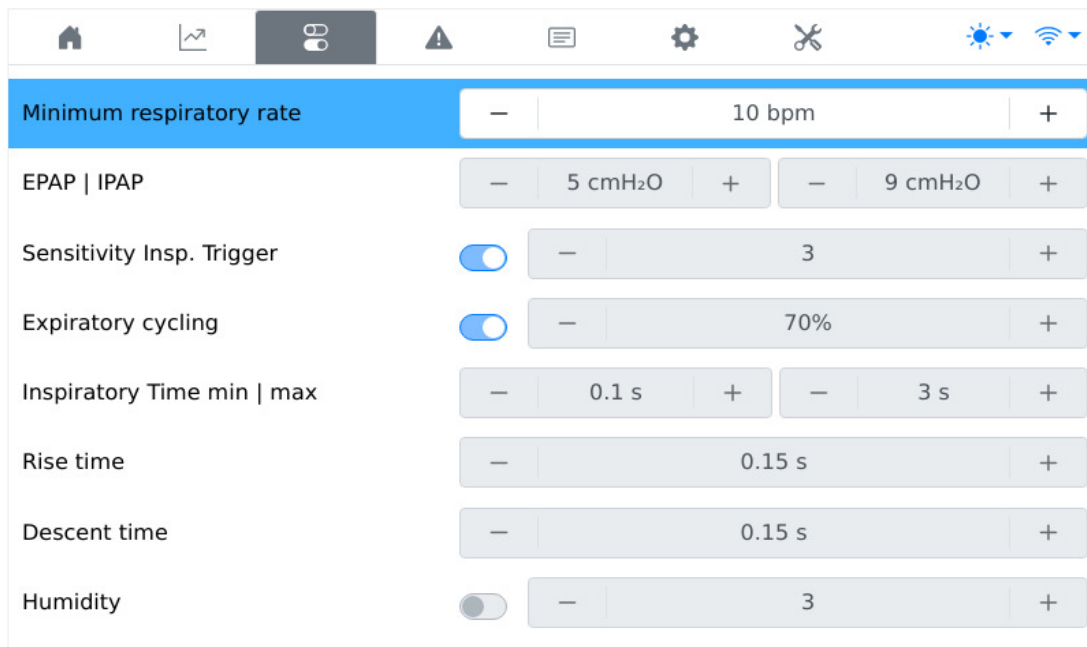 Minimum respiratory rate − 10 bpm +
EPAP | IPAP − 5 cmH₂O + − 9 cmH₂O +
Sensitivity Insp. Trigger − 3 +
Expiratory cycling − 70% +
Inspiratory Time min | max − 0.1 s + − 3 s +
Rise time − 0.15 s +
Descent time − 0.15 s +
Humidity − 3 +